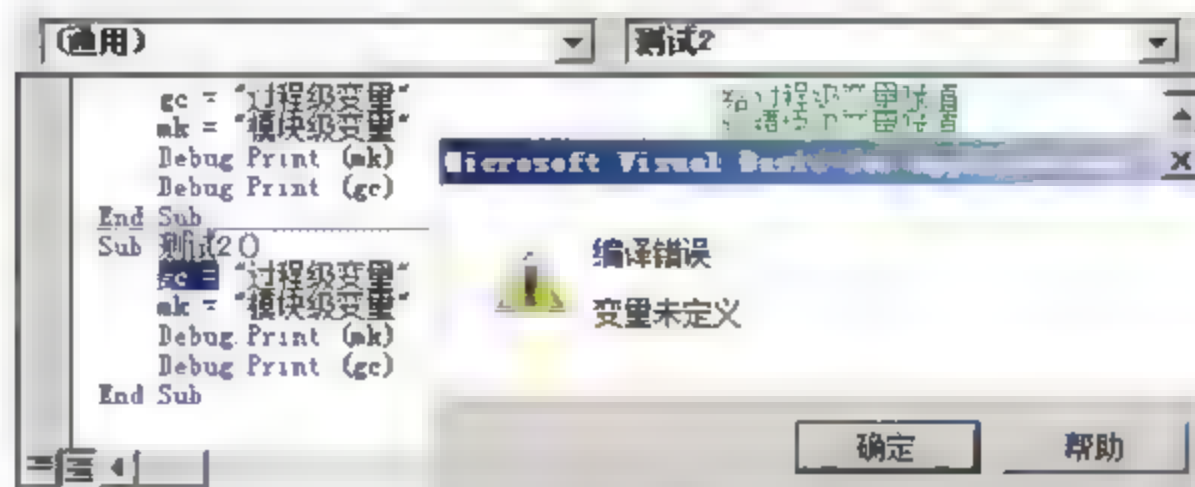 (通用) 测试2
gc = "过程级变量"
mk = "模块级变量"
Debug Print (mk)
Debug Print (gc)
End Sub
Sub 测试2()
gc = "过程级变量"
mk = "模块级变量"
Debug.Print (mk)
Debug Print (gc)
End Sub
Microsoft Visual Basic
编译错误
变量未定义
确定 帮助